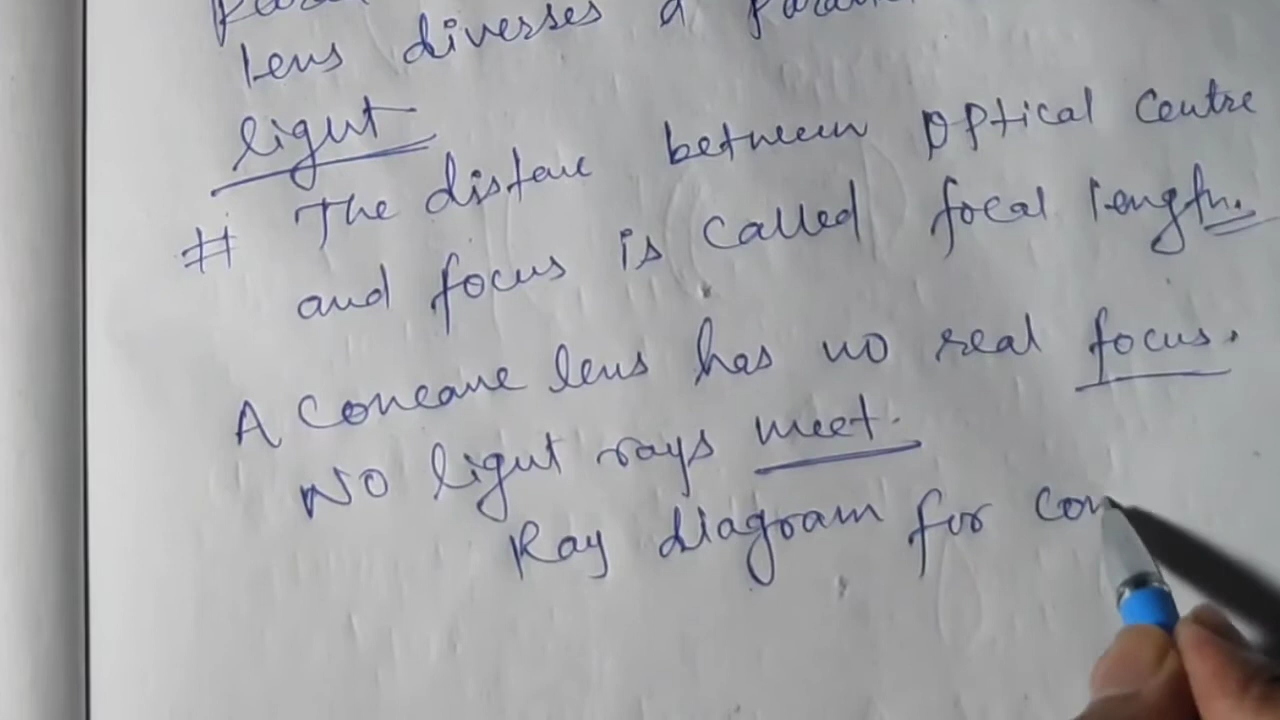 lens diverses a
light
# The distanc between optical centre
and focus is called focal length.
A concave lens has no real focus.
No light rays meet.
Ray diagram for con